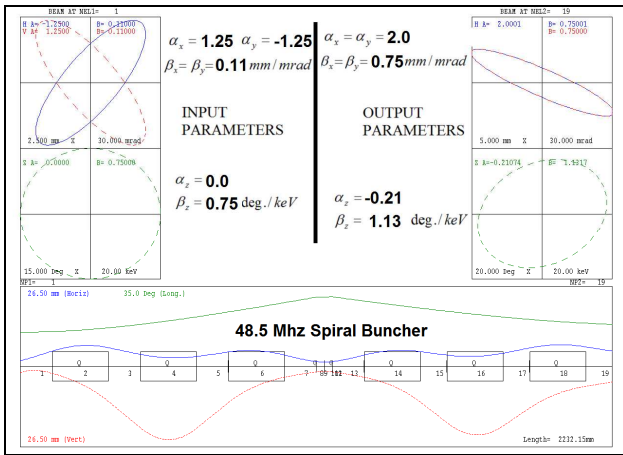 BEAM AT NEL1= 1
H A= -1.2500 B= 0.11000
V A= 1.2500 B= 0.11000
2.500 mm X 30.000 mrad
Z A= 0.0000 B= 0.75008
15.000 Deg X 20.00 keV
NP1= 1
αx = 1.25 αy = -1.25
βx = βy = 0.11 mm / mrad
INPUT
PARAMETERS
αz = 0.0
βz = 0.75 deg./keV
αx = αy = 2.0
βx = βy = 0.75 mm / mrad
OUTPUT
PARAMETERS
αz = -0.21
βz = 1.13 deg./keV
BEAM AT NEL2= 19
H A= 2.0001 B= 0.75001
B= 0.75000
5.000 mm X 30.000 mrad
Z A=-0.21074 B= 1.1317
20.000 Deg X 20.00 keV
NP2= 19
26.50 mm (Horiz) 35.0 Deg (Long.)
48.5 Mhz Spiral Buncher
Q Q Q Q Q Q
1 2 3 4 5 6 7 13 14 15 16 17 18 19
26.50 mm (Vert) Length= 2232.15mm